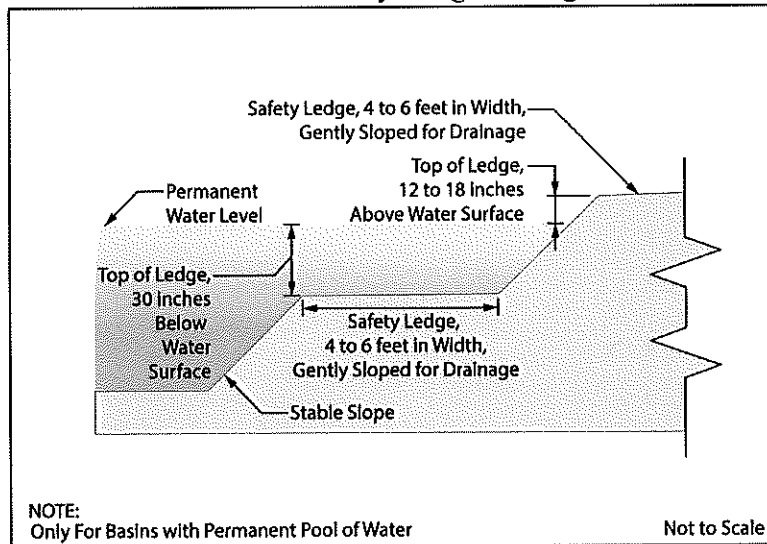 Safety Ledge, 4 to 6 feet in Width,
Gently Sloped for Drainage
Top of Ledge,
12 to 18 Inches
Above Water Surface
Permanent
Water Level
Top of Ledge,
30 Inches
Below
Water
Surface
Safety Ledge,
4 to 6 feet in Width,
Gently Sloped for Drainage
Stable Slope
NOTE:
Only For Basins with Permanent Pool of Water
Not to Scale